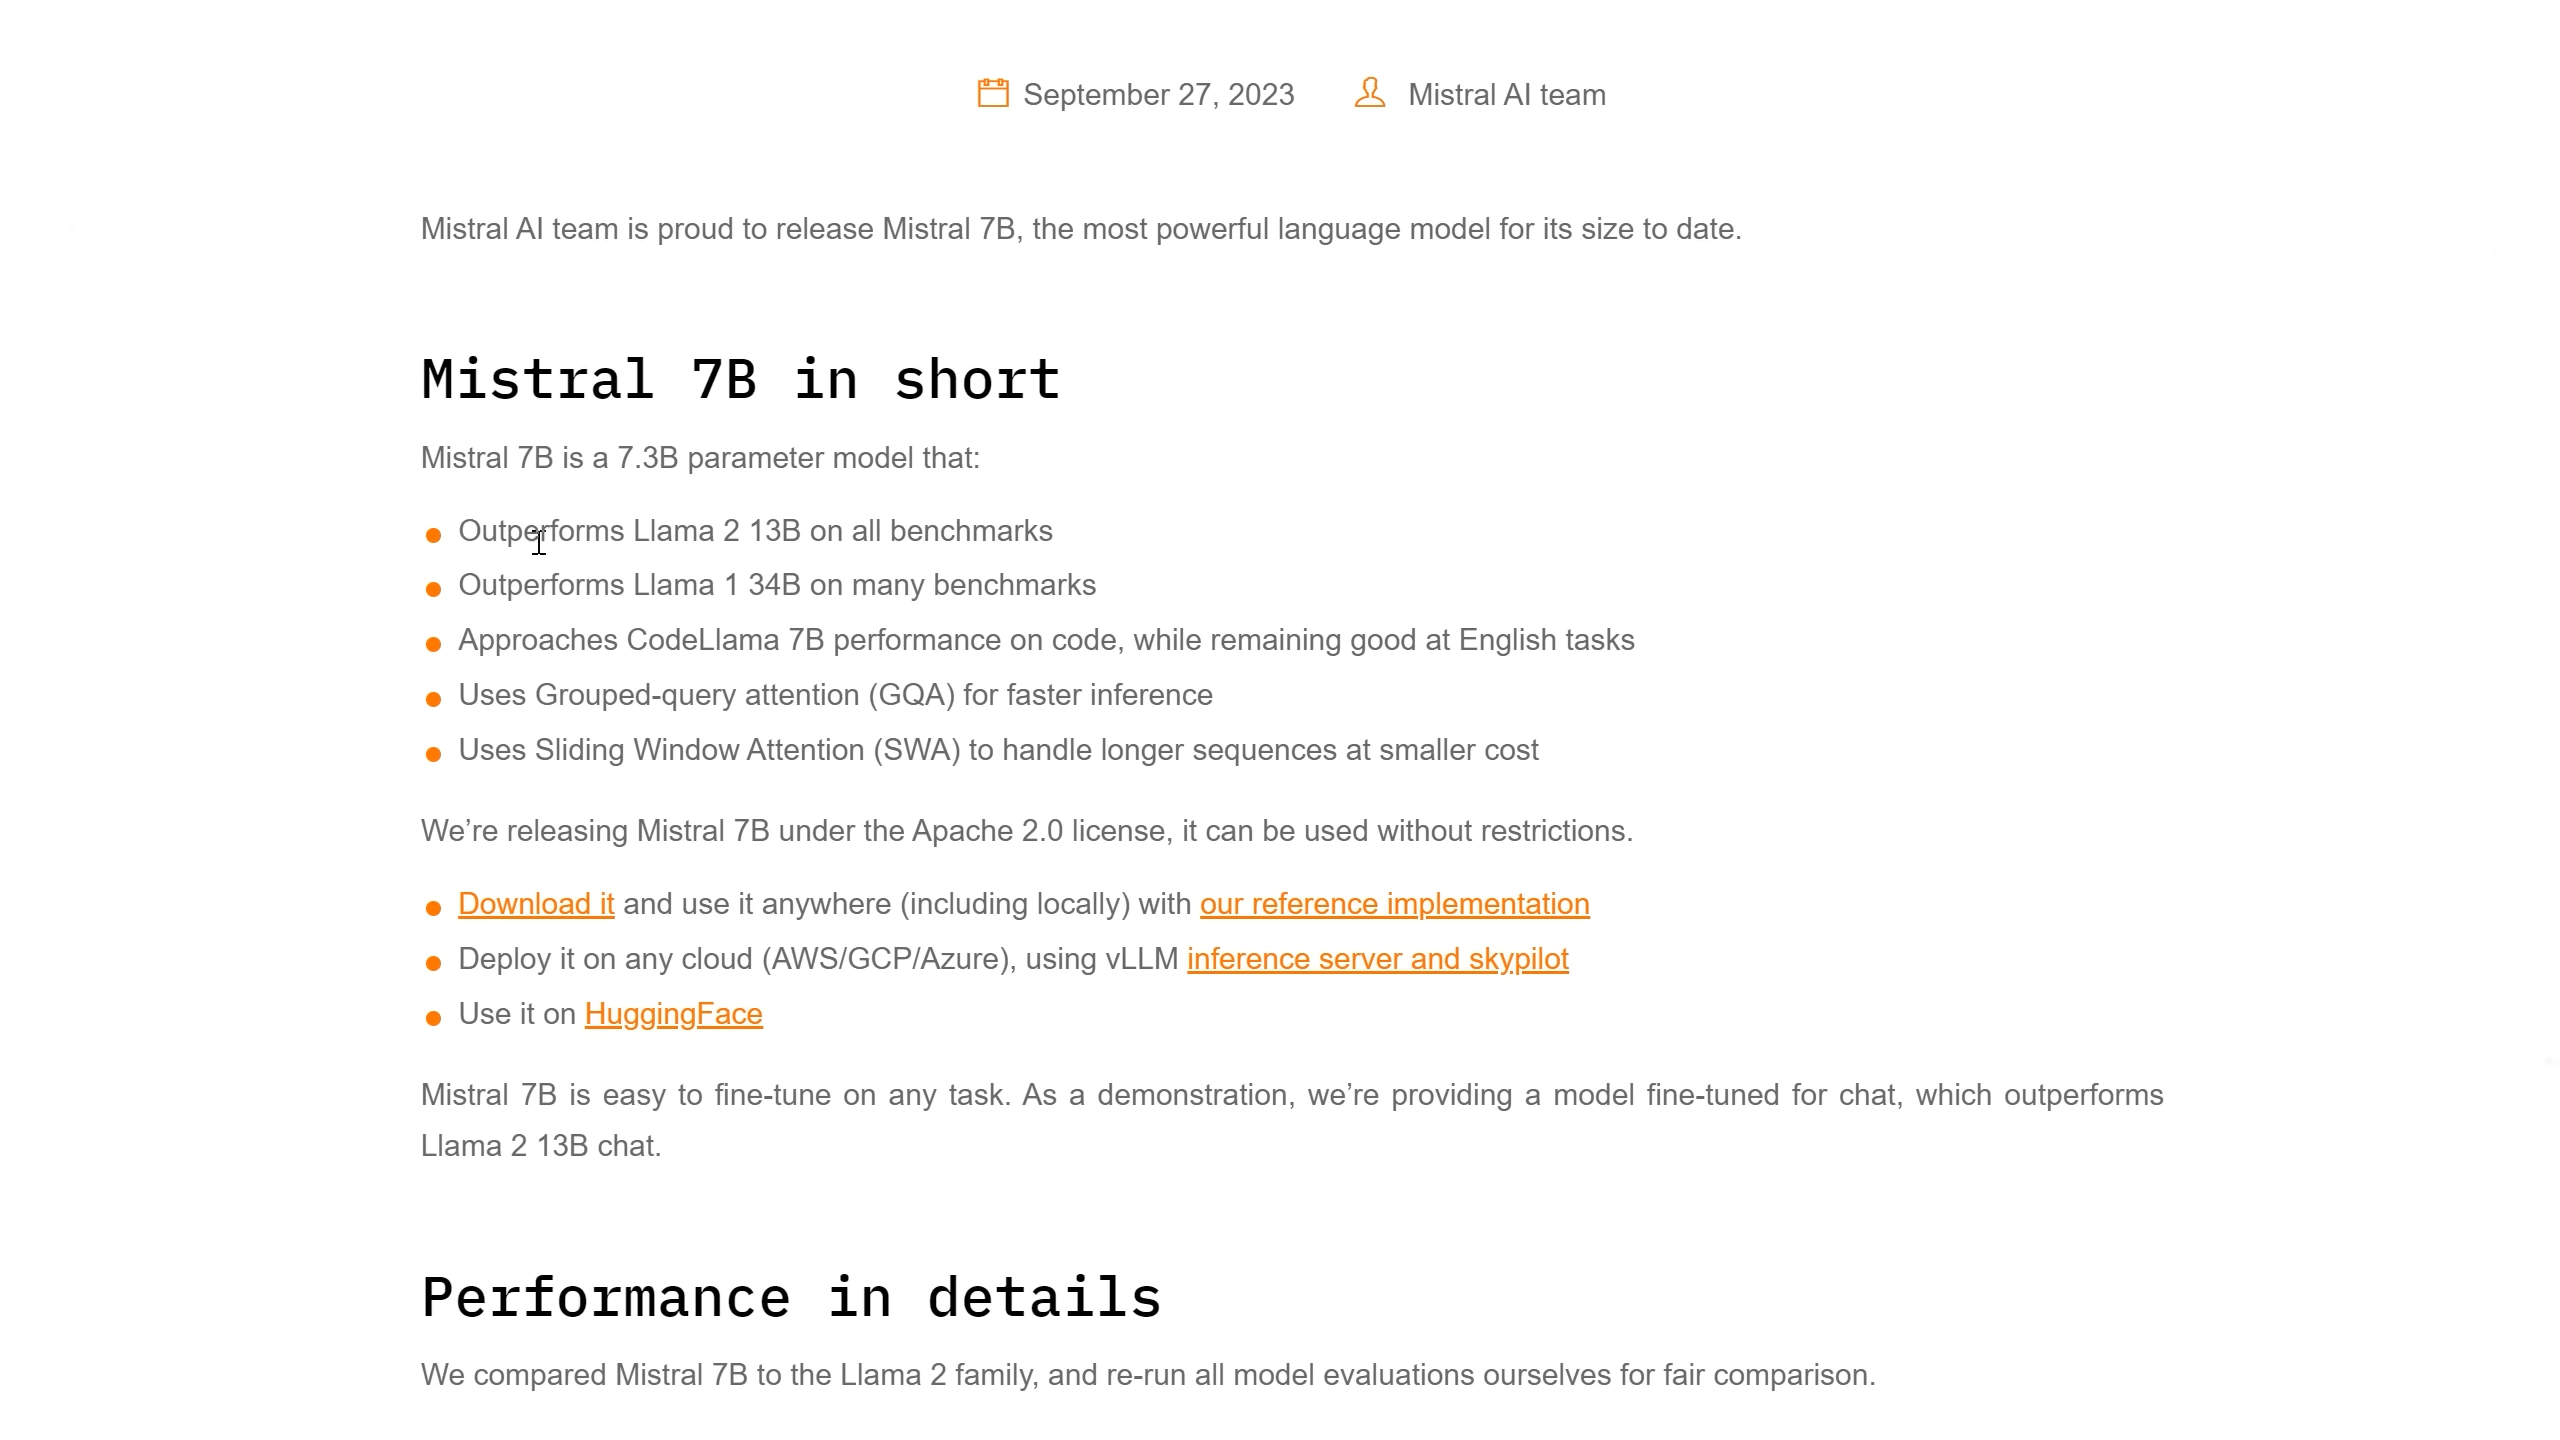 September 27, 2023 Mistral AI team
Mistral AI team is proud to release Mistral 7B, the most powerful language model for its size to date.
Mistral 7B in short
Mistral 7B is a 7.3B parameter model that:
Outperforms Llama 2 13B on all benchmarks
Outperforms Llama 1 34B on many benchmarks
Approaches CodeLlama 7B performance on code, while remaining good at English tasks
Uses Grouped-query attention (GQA) for faster inference
Uses Sliding Window Attention (SWA) to handle longer sequences at smaller cost
We’re releasing Mistral 7B under the Apache 2.0 license, it can be used without restrictions.
Download it and use it anywhere (including locally) with our reference implementation
Deploy it on any cloud (AWS/GCP/Azure), using vLLM inference server and skypilot
Use it on HuggingFace
Mistral 7B is easy to fine-tune on any task. As a demonstration, we’re providing a model fine-tuned for chat, which outperforms
Llama 2 13B chat.
Performance in details
We compared Mistral 7B to the Llama 2 family, and re-run all model evaluations ourselves for fair comparison.